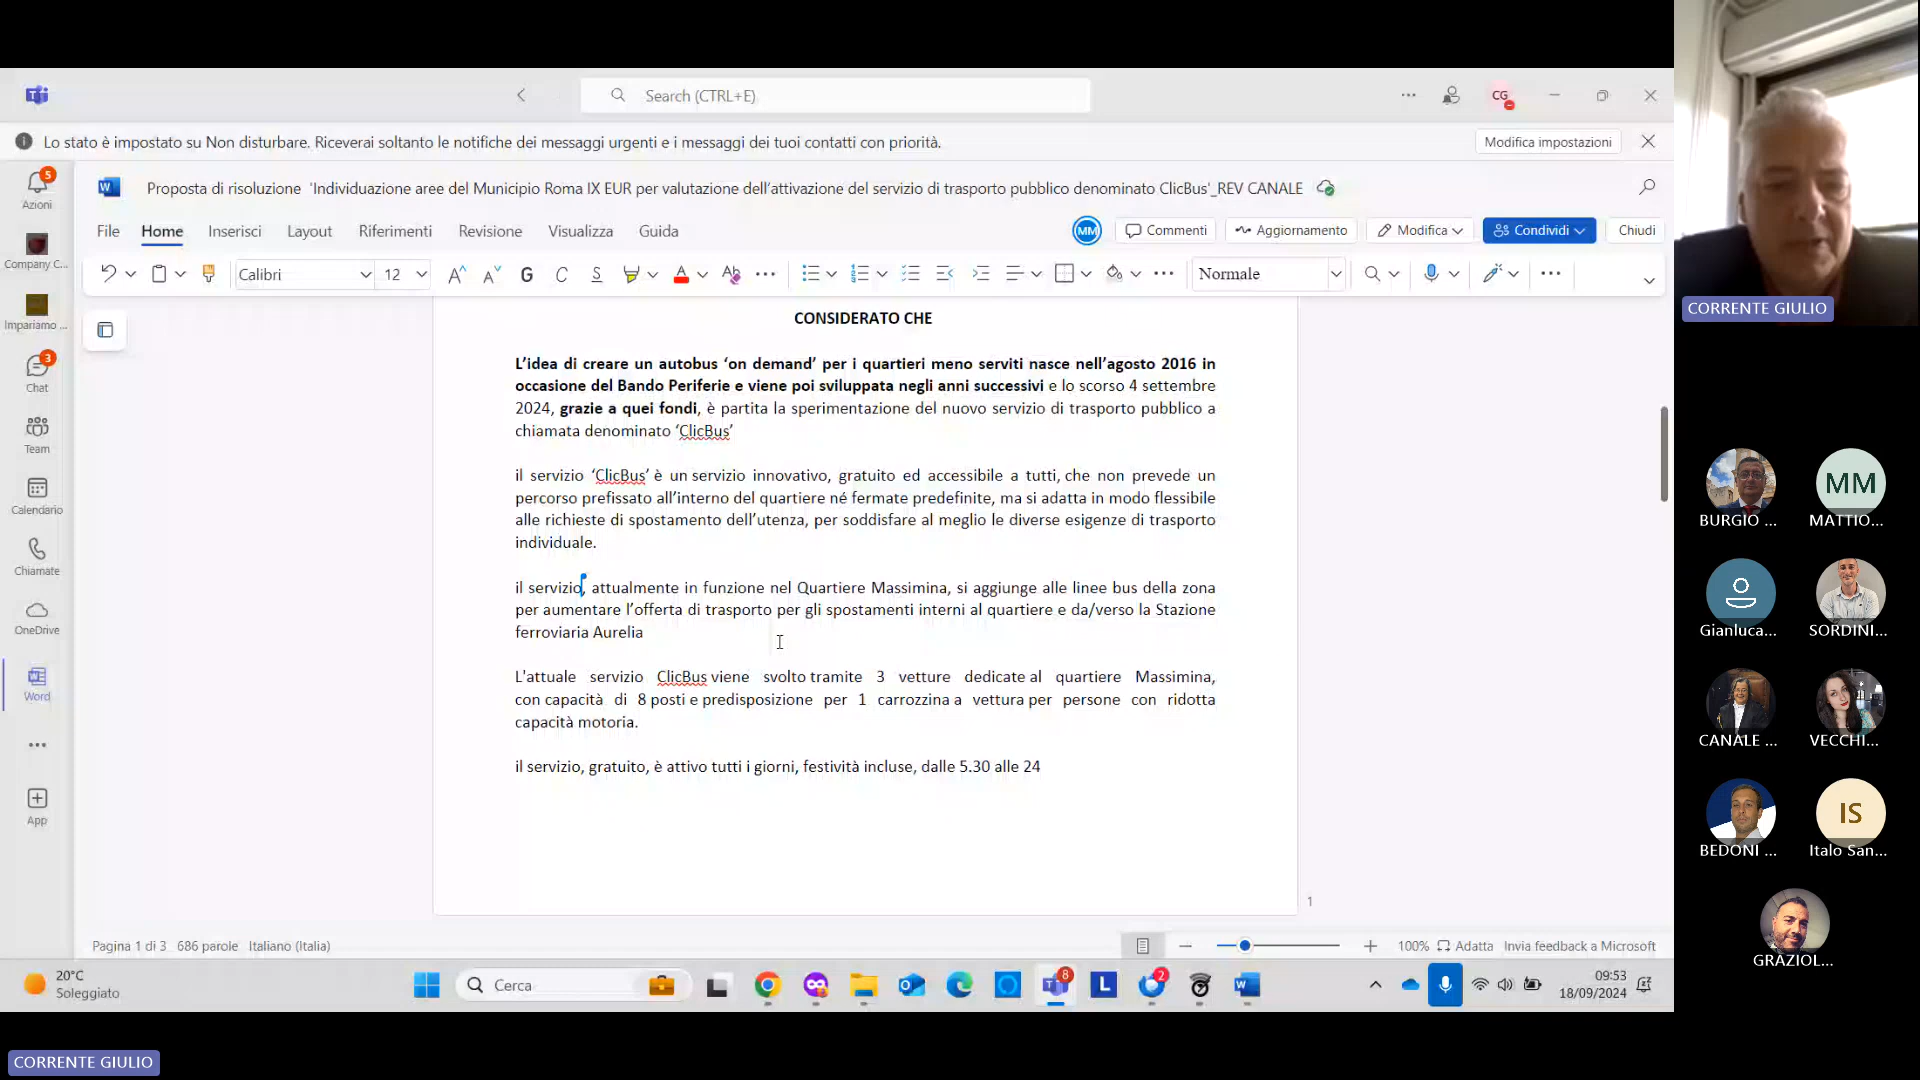 Search (CTRL+E)
CG
Lo stato è impostato su Non disturbare. Riceverai soltanto le notifiche dei messaggi urgenti e i messaggi dei tuoi contatti con priorità.
Modifica impostazioni
Proposta di risoluzione 'Individuazione aree del Municipio Roma IX EUR per valutazione dell'attivazione del servizio di trasporto pubblico denominato ClicBus'_REV CANALE
File Home Inserisci Layout Riferimenti Revisione Visualizza Guida
MM Commenti Aggiornamento Modifica Condividi Chiudi
Calibri 12 G C S A Normale
5
Azioni
Company C...
Impariamo ...
3
Chat
Team
Calendario
Chiamate
OneDrive
Word
App
CONSIDERATO CHE
L'idea di creare un autobus 'on demand' per i quartieri meno serviti nasce nell'agosto 2016 in
occasione del Bando Periferie e viene poi sviluppata negli anni successivi e lo scorso 4 settembre
2024, grazie a quei fondi, è partita la sperimentazione del nuovo servizio di trasporto pubblico a
chiamata denominato 'ClicBus'
il servizio 'ClicBus' è un servizio innovativo, gratuito ed accessibile a tutti, che non prevede un
percorso prefissato all'interno del quartiere né fermate predefinite, ma si adatta in modo flessibile
alle richieste di spostamento dell'utenza, per soddisfare al meglio le diverse esigenze di trasporto
individuale.
il servizio, attualmente in funzione nel Quartiere Massimina, si aggiunge alle linee bus della zona
per aumentare l'offerta di trasporto per gli spostamenti interni al quartiere e da/verso la Stazione
ferroviaria Aurelia
L'attuale servizio ClicBus viene svolto tramite 3 vetture dedicate al quartiere Massimina,
con capacità di 8 posti e predisposizione per 1 carrozzina a vettura per persone con ridotta
capacità motoria.
il servizio, gratuito, è attivo tutti i giorni, festività incluse, dalle 5.30 alle 24
1
Pagina 1 di 3 686 parole Italiano (Italia)
100% Adatta Invia feedback a Microsoft
20°C
Soleggiato
Cerca
8
L
2
09:53
18/09/2024
CORRENTE GIULIO
CORRENTE GIULIO
BURGIO ...
MM
MATTIO...
Gianluca...
SORDINI...
CANALE ...
VECCHI...
BEDONI ...
IS
Italo San...
GRAZIOL...